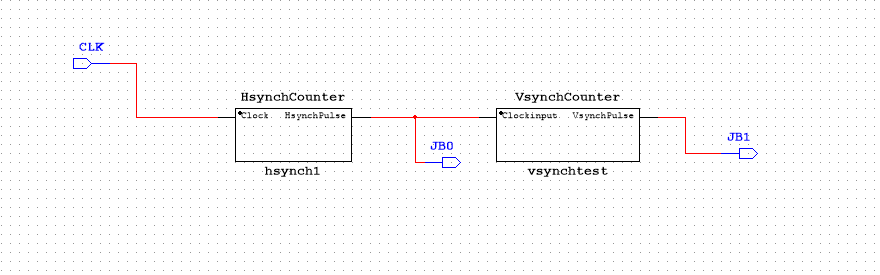 CLK
HsynchCounter
VsynchCounter
Clock HsynchPulse
Clockinput VsynchPulse
JB1
JB0
hsynch1
vsynchtest